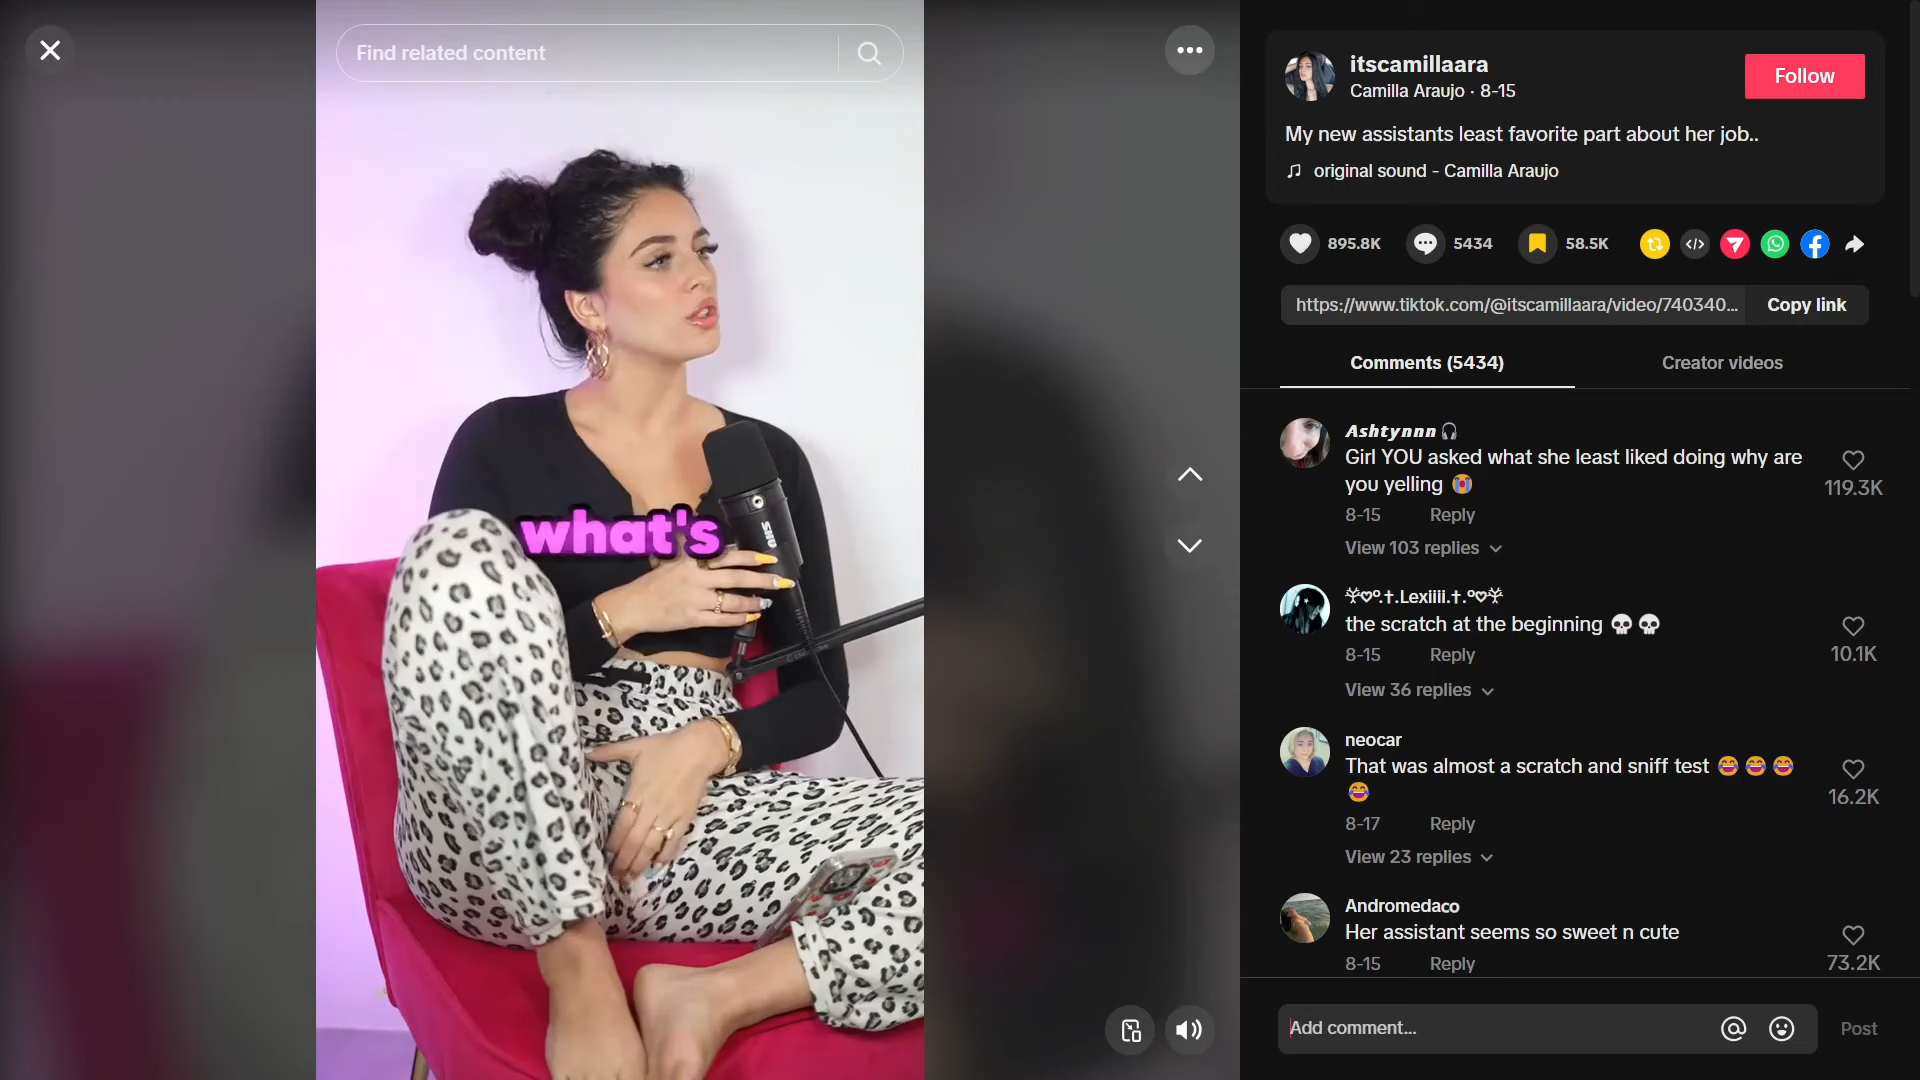 Find related content
itscamillaara
Camilla Araujo · 8-15
Follow
My new assistants least favorite part about her job..
original sound - Camilla Araujo
895.8K
5434
58.5K
https://www.tiktok.com/@itscamillaara/video/740340...
Copy link
Comments (5434)
Creator videos
what's
Ashtynnn🎧
Girl YOU asked what she least liked doing why are
you yelling 😭
119.3K
8-15
Reply
View 103 replies
.†.Lexiiii.†.
the scratch at the beginning 💀💀
10.1K
8-15
Reply
View 36 replies
neocar
That was almost a scratch and sniff test 😂😂😂
😂
16.2K
8-17
Reply
View 23 replies
Andromedaco
Her assistant seems so sweet n cute
73.2K
8-15
Reply
Add comment...
Post